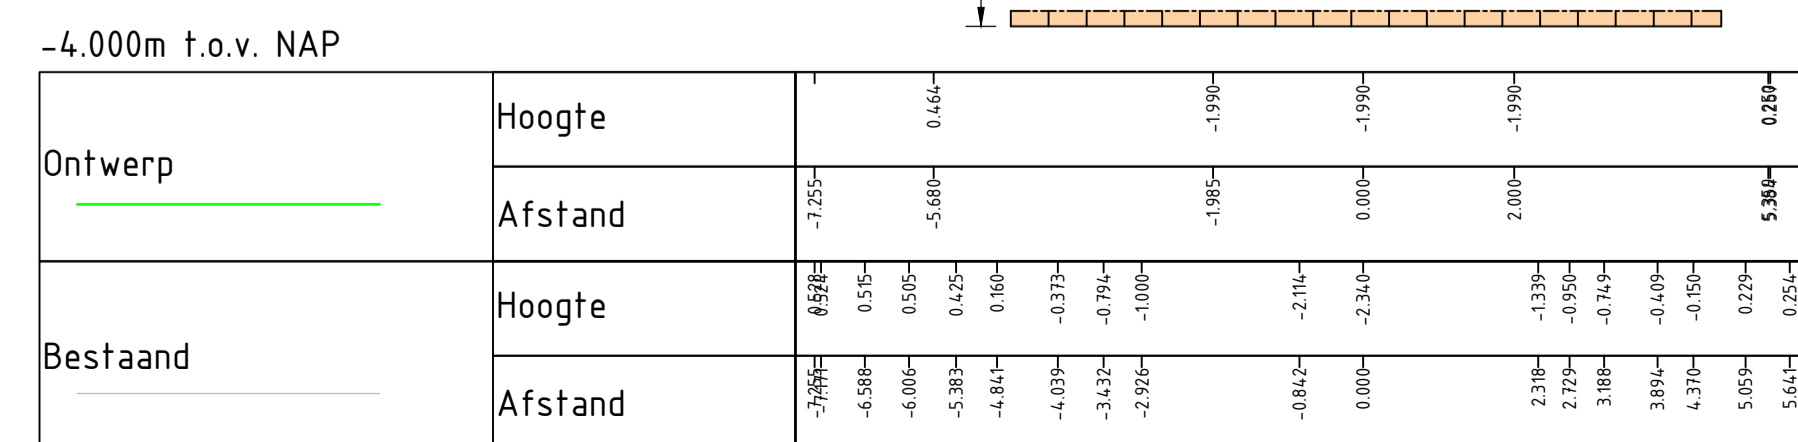 -4.000m t.o.v. NAP
Ontwerp
Hoogte
0.464 -1.990 -1.990 -1.990
Afstand
-7.255 -5.680 -1.985 0.000 2.000
Bestaand
Hoogte
0.515 0.505 0.425 0.160 -0.373 -0.794 -1.000 -2.114 -2.340 -1.339 -0.950 -0.749 -0.409 -0.150 0.229 0.254
Afstand
-6.588 -6.006 -5.383 -4.841 -4.039 -3.432 -2.926 -0.842 0.000 2.318 2.729 3.188 3.894 4.370 5.059 5.641